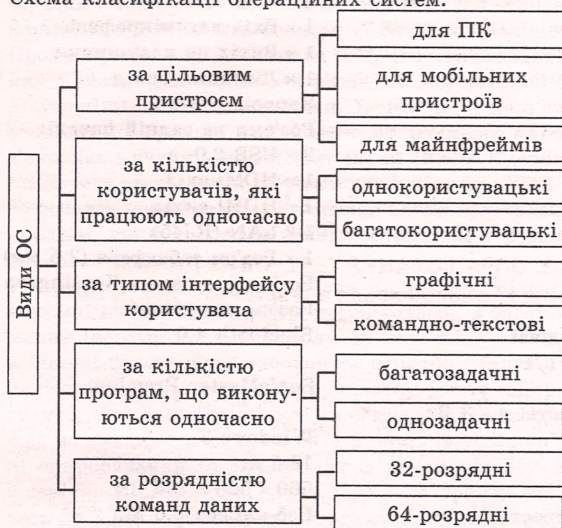 Схема класифікації операційних систем.
Види ОС
за цільовим
пристроєм
для ПК
для мобільних
пристроїв
для майнфреймів
за кількістю
користувачів, які
працюють одночасно
однокористувацькі
багатокористувацькі
за типом інтерфейсу
користувача
графічні
командно-текстові
за кількістю
програм, що викону-
ються одночасно
багатозадачні
однозадачні
за розрядністю
команд даних
32-розрядні
64-розрядні